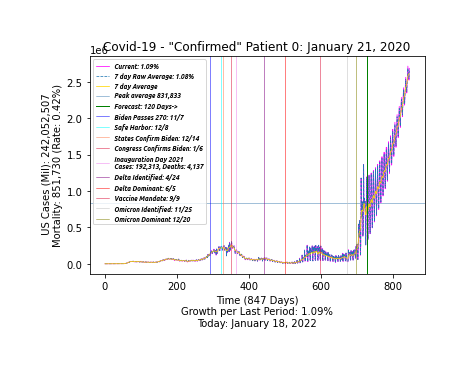 Covid-19 - "Confirmed" Patient 0: January 21, 2020
1e6
Current: 1.09%
7 day Raw Average: 1.08%
7 day Average
Peak average 831,833
Forecast: 120 Days->
Biden Passes 270: 11/7
Safe Harbor: 12/8
States Confirm Biden: 12/14
Congress Confirms Biden: 1/6
Inauguration Day 2021
Cases: 192,313, Deaths: 4,137
Delta Identified: 4/24
Delta Dominant: 6/5
Vaccine Mandate: 9/9
Omicron Identified: 11/25
Omicron Dominant 12/20
2.5
2.0
1.5
1.0
0.5
0.0
US Cases (Mil): 242,052,507
Mortality: 851,730 (Rate: 0.42%)
0
200
400
600
800
Time (847 Days)
Growth per Last Period: 1.09%
Today: January 18, 2022